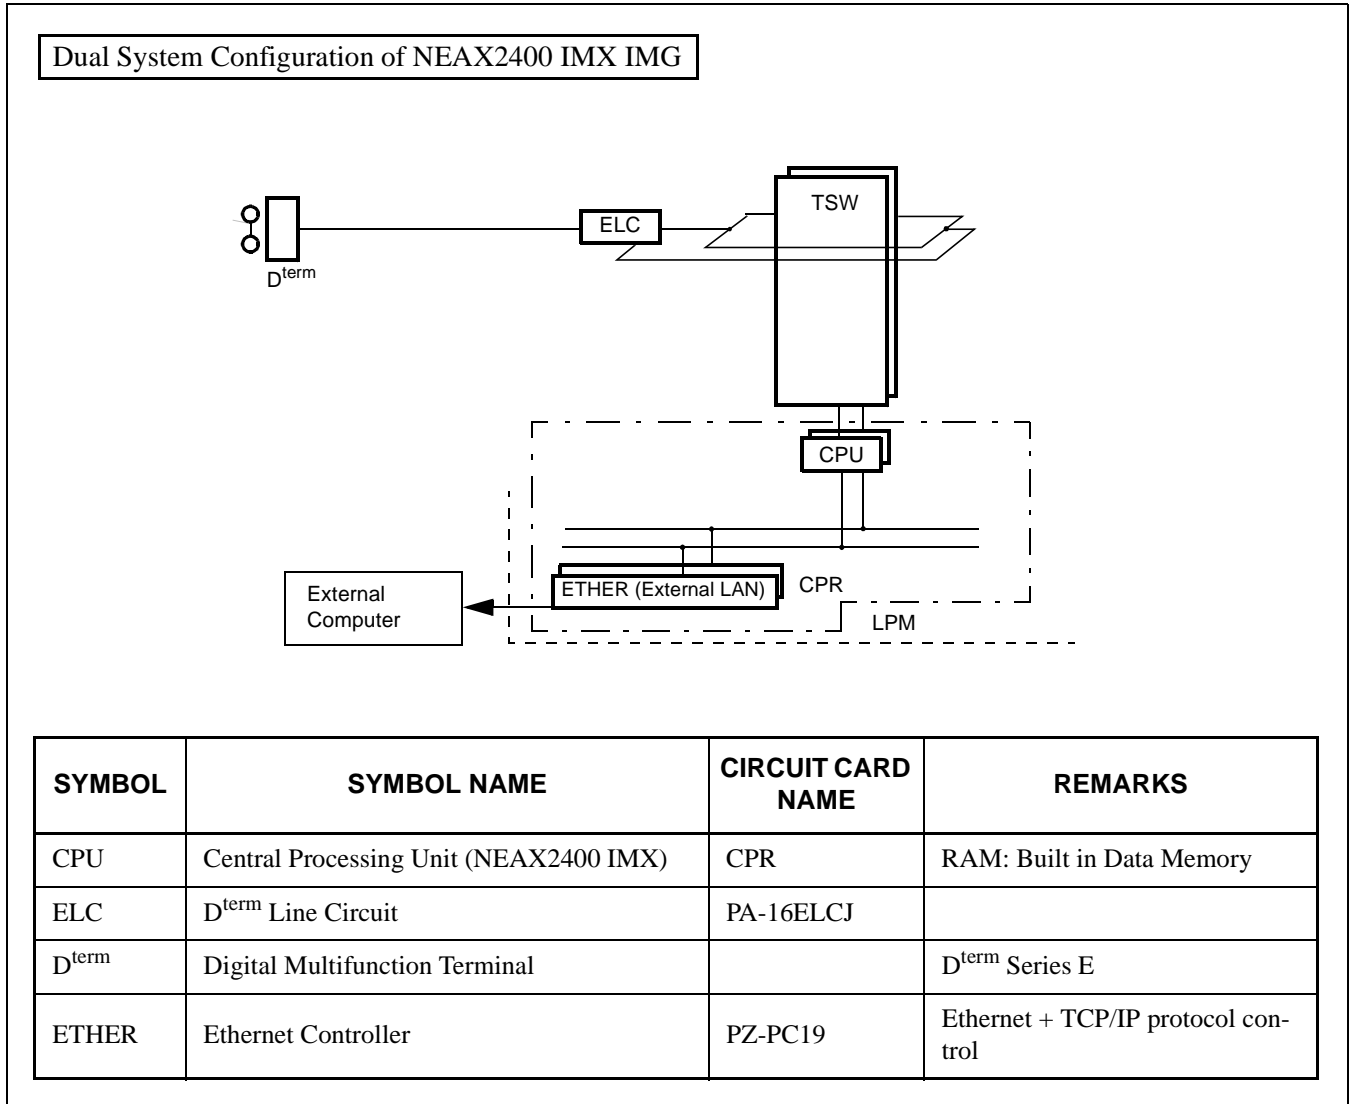 Dual System Configuration of NEAX2400 IMX IMG
TSW
ELC
Dterm
CPU
ETHER (External LAN)
CPR
External
Computer
LPM
SYMBOL
SYMBOL NAME
CIRCUIT CARD
NAME
REMARKS
CPU
Central Processing Unit (NEAX2400 IMX)
CPR
RAM: Built in Data Memory
ELC
Dterm Line Circuit
PA-16ELCJ
Dterm
Digital Multifunction Terminal
Dterm Series E
ETHER
Ethernet Controller
PZ-PC19
Ethernet + TCP/IP protocol con-
trol